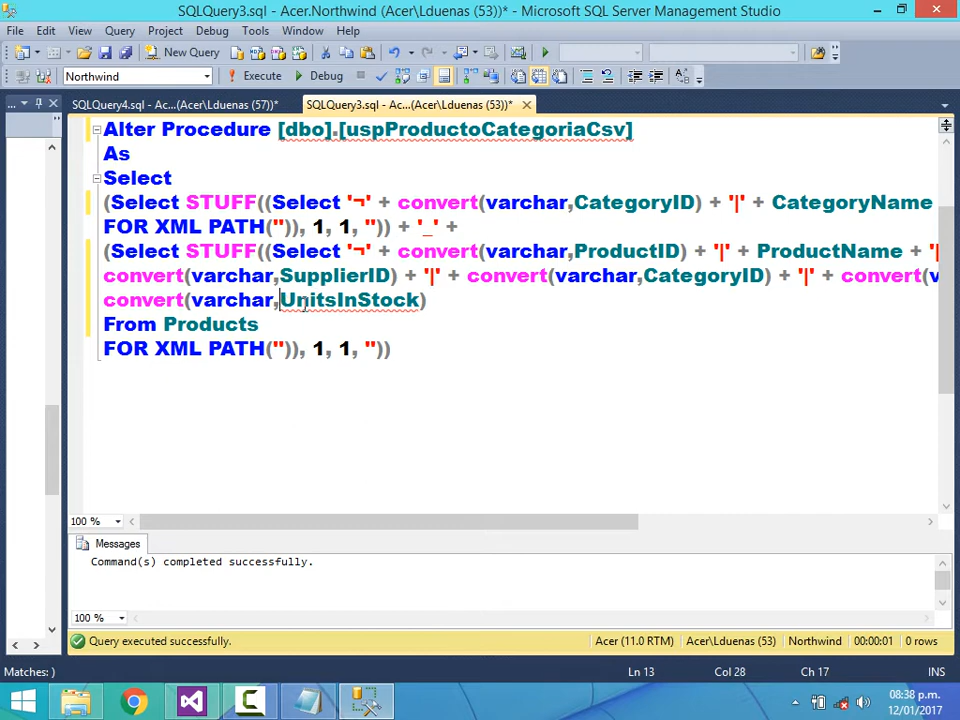 SQLQuery3.sql - Acer.Northwind (Acer\Lduenas (53))* - Microsoft SQL Server Management Studio
File Edit View Query Project Debug Tools Window Help
New Query
Northwind Execute Debug
... SQLQuery4.sql - Ac...(Acer\Lduenas (57))* SQLQuery3.sql - Ac...(Acer\Lduenas (53))*
Alter Procedure [dbo].[uspProductoCategoriaCsv]
As
Select
(Select STUFF((Select '¬' + convert(varchar,CategoryID) + '|' + CategoryName
FOR XML PATH('')), 1, 1, '')) + '_' +
(Select STUFF((Select '¬' + convert(varchar,ProductID) + '|' + ProductName + '|
convert(varchar,SupplierID) + '|' + convert(varchar,CategoryID) + '|' + convert(v
convert(varchar,UnitsInStock)
From Products
FOR XML PATH('')), 1, 1, ''))
100 %
Messages
Command(s) completed successfully.
100 %
Query executed successfully. Acer (11.0 RTM) Acer\Lduenas (53) Northwind 00:00:01 0 rows
Matches: ) Ln 13 Col 28 Ch 17 INS
08:38 p.m.
12/01/2017